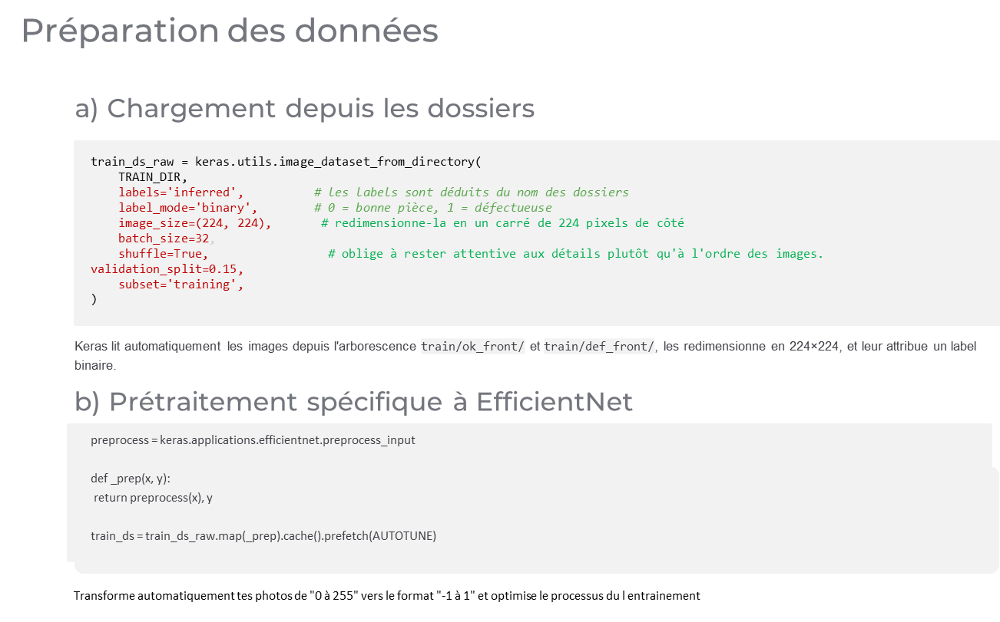 Préparation des données
a) Chargement depuis les dossiers
train_ds_raw = keras.utils.image_dataset_from_directory(
TRAIN_DIR,
labels='inferred', # les labels sont déduits du nom des dossiers
label_mode='binary', # 0 = bonne pièce, 1 = défectueuse
image_size=(224, 224), # redimensionne-la en un carré de 224 pixels de côté
batch_size=32,
shuffle=True, # oblige à rester attentive aux détails plutôt qu'à l'ordre des images.
validation_split=0.15,
subset='training',
)
Keras lit automatiquement les images depuis l'arborescence train/ok_front/ et train/def_front/, les redimensionne en 224×224, et leur attribue un label
binaire.
b) Prétraitement spécifique à EfficientNet
preprocess = keras.applications.efficientnet.preprocess_input
def _prep(x, y):
return preprocess(x), y
train_ds = train_ds_raw.map(_prep).cache().prefetch(AUTOTUNE)
Transforme automatiquement tes photos de "0 à 255" vers le format "-1 à 1" et optimise le processus du l entrainement